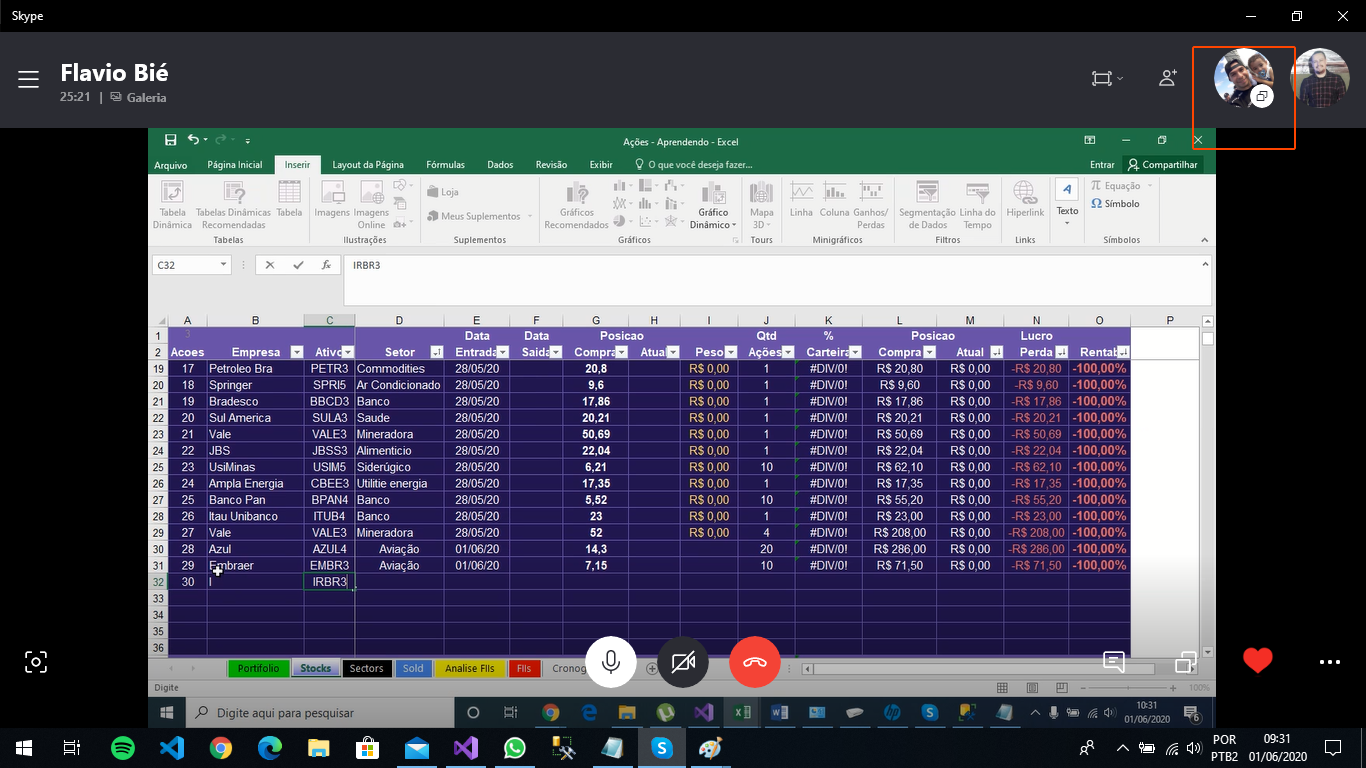 Skype
Flavio Bié
25:21 | Galeria
Ações - Aprendendo - Excel
Arquivo Página Inicial Inserir Layout da Página Fórmulas Dados Revisão Exibir O que você deseja fazer... Entrar Compartilhar
Tabela Dinâmica
Tabelas Dinâmicas Recomendadas
Tabela
Imagens
Imagens Online
Loja
Meus Suplementos
Gráficos Recomendados
Gráfico Dinâmico
Mapa 3D
Linha
Coluna
Ganhos/ Perdas
Segmentação de Dados
Linha do Tempo
Hiperlink
Texto
Equação
Símbolo
Tabelas Ilustrações Suplementos Gráficos Tours Minigráficos Filtros Links Símbolos
C32 fx IRBR3
A B C D E F G H I J K L M N O P
1 3 Data Data Posicao Qtd % Posicao Lucro
2 Acoes Empresa Ativo Setor Entrada Saida Compra Atual Peso Ações Carteira Compra Atual Perda Rentab
19 17 Petroleo Bra PETR3 Commodities 28/05/20 20,8 R$ 0,00 1 #DIV/0! R$ 20,80 R$ 0,00 -R$ 20,80 -100,00%
20 18 Springer SPRI5 Ar Condicionado 28/05/20 9,6 R$ 0,00 1 #DIV/0! R$ 9,60 R$ 0,00 -R$ 9,60 -100,00%
21 19 Bradesco BBCD3 Banco 28/05/20 17,86 R$ 0,00 1 #DIV/0! R$ 17,86 R$ 0,00 -R$ 17,86 -100,00%
22 20 Sul America SULA3 Saude 28/05/20 20,21 R$ 0,00 1 #DIV/0! R$ 20,21 R$ 0,00 -R$ 20,21 -100,00%
23 21 Vale VALE3 Mineradora 28/05/20 50,69 R$ 0,00 1 #DIV/0! R$ 50,69 R$ 0,00 -R$ 50,69 -100,00%
24 22 JBS JBSS3 Alimenticio 28/05/20 22,04 R$ 0,00 1 #DIV/0! R$ 22,04 R$ 0,00 -R$ 22,04 -100,00%
25 23 UsiMinas USIM5 Siderúgico 28/05/20 6,21 R$ 0,00 10 #DIV/0! R$ 62,10 R$ 0,00 -R$ 62,10 -100,00%
26 24 Ampla Energia CBEE3 Utilitie energia 28/05/20 17,35 R$ 0,00 1 #DIV/0! R$ 17,35 R$ 0,00 -R$ 17,35 -100,00%
27 25 Banco Pan BPAN4 Banco 28/05/20 5,52 R$ 0,00 10 #DIV/0! R$ 55,20 R$ 0,00 -R$ 55,20 -100,00%
28 26 Itau Unibanco ITUB4 Banco 28/05/20 23 R$ 0,00 1 #DIV/0! R$ 23,00 R$ 0,00 -R$ 23,00 -100,00%
29 27 Vale VALE3 Mineradora 28/05/20 52 R$ 0,00 4 #DIV/0! R$ 208,00 R$ 0,00 -R$ 208,00 -100,00%
30 28 Azul AZUL4 Aviação 01/06/20 14,3 20 #DIV/0! R$ 286,00 R$ 0,00 -R$ 286,00 -100,00%
31 29 Embraer EMBR3 Aviação 01/06/20 7,15 10 #DIV/0! R$ 71,50 R$ 0,00 -R$ 71,50 -100,00%
32 30 I IRBR3
33
34
35
36
Portifolio Stocks Sectors Sold Analise FIIs FIIs Cronog
Digite 100%
Digite aqui para pesquisar
10:31
01/06/2020
6
POR
PTB2
09:31
01/06/2020